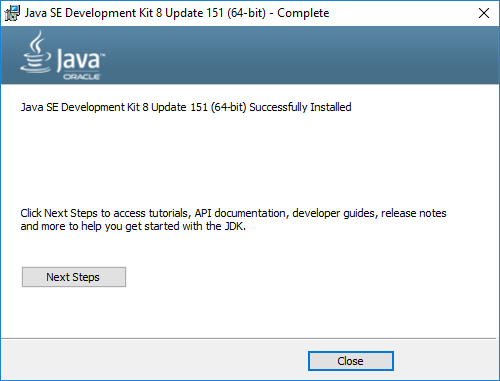 Java SE Development Kit 8 Update 151 (64-bit) - Complete
Java
ORACLE
Java SE Development Kit 8 Update 151 (64-bit) Successfully Installed
Click Next Steps to access tutorials, API documentation, developer guides, release notes
and more to help you get started with the JDK.
Next Steps
Close